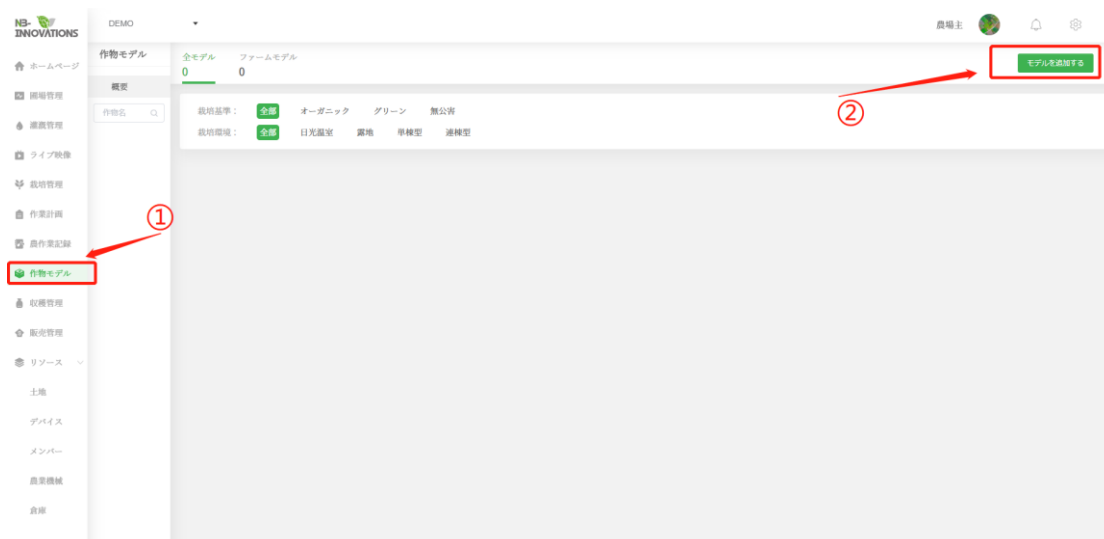 NB-
INNOVATIONS
DEMO
農場主
ホームページ
圃場管理
灌漑管理
ライブ映像
栽培管理
作業計画
農作業記録
作物モデル
収穫管理
販売管理
リソース
土地
デバイス
メンバー
農業機械
倉庫
作物モデル
概要
作物名
全モデル ファームモデル
0 0
モデルを追加する
栽培基準： 全部 オーガニック グリーン 無公害
栽培環境： 全部 日光温室 露地 単棟型 連棟型
①
②